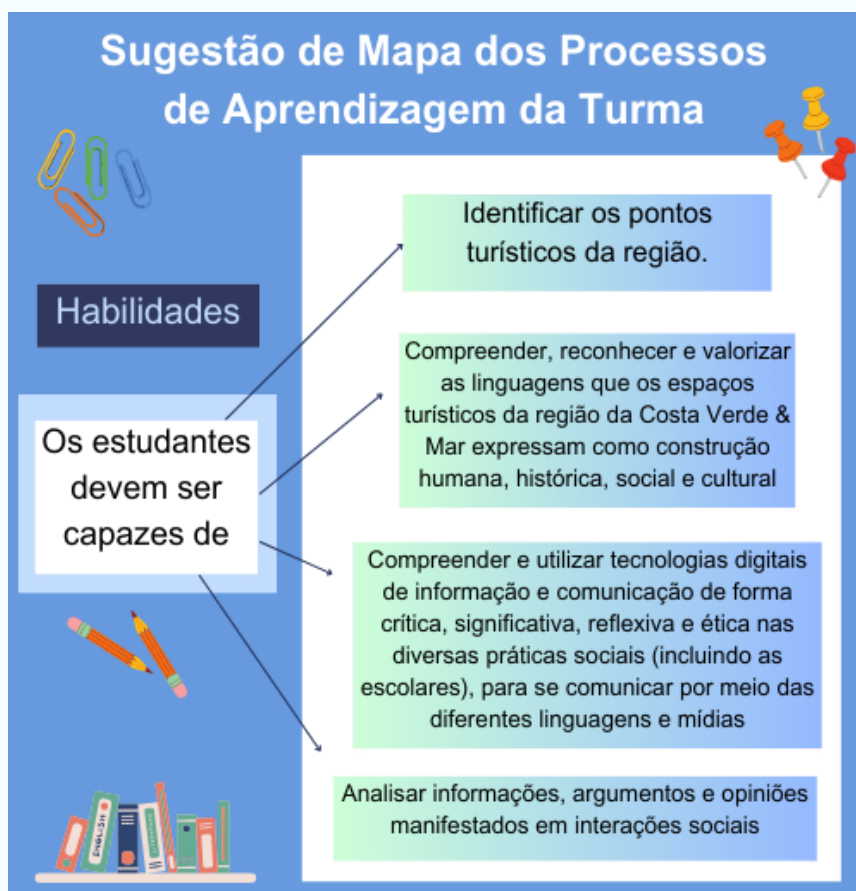 Sugestão de Mapa dos Processos
de Aprendizagem da Turma
Habilidades
Os estudantes
devem ser
capazes de
Identificar os pontos
turísticos da região.
Compreender, reconhecer e valorizar
as linguagens que os espaços
turísticos da região da Costa Verde &
Mar expressam como construção
humana, histórica, social e cultural
Compreender e utilizar tecnologias digitais
de informação e comunicação de forma
crítica, significativa, reflexiva e ética nas
diversas práticas sociais (incluindo as
escolares), para se comunicar por meio das
diferentes linguagens e mídias
Analisar informações, argumentos e opiniões
manifestados em interações sociais
ENGLISH